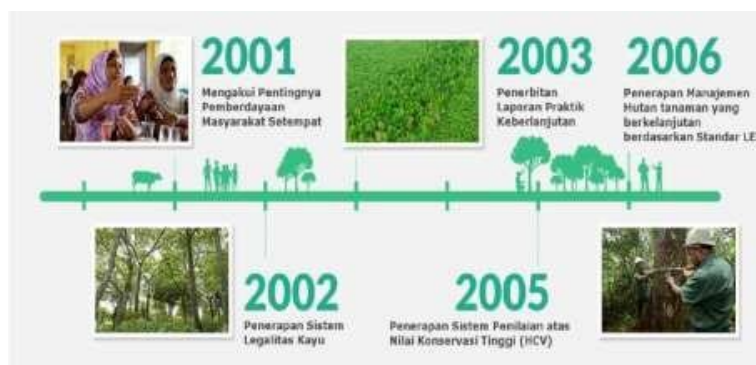 2001
Mengakui Pentingnya
Pemberdayaan
Masyarakat Setempat
2002
Penerapan Sistem
Legalitas Kayu
2003
Penerbitan
Laporan Praktik
Keberlanjutan
2005
Penerapan Sistem Penilaian atas
Nilai Konservasi Tinggi (HCV)
2006
Penerapan Manajemen
Hutan tanaman yang
berkelanjutan
berdasarkan Standar LE